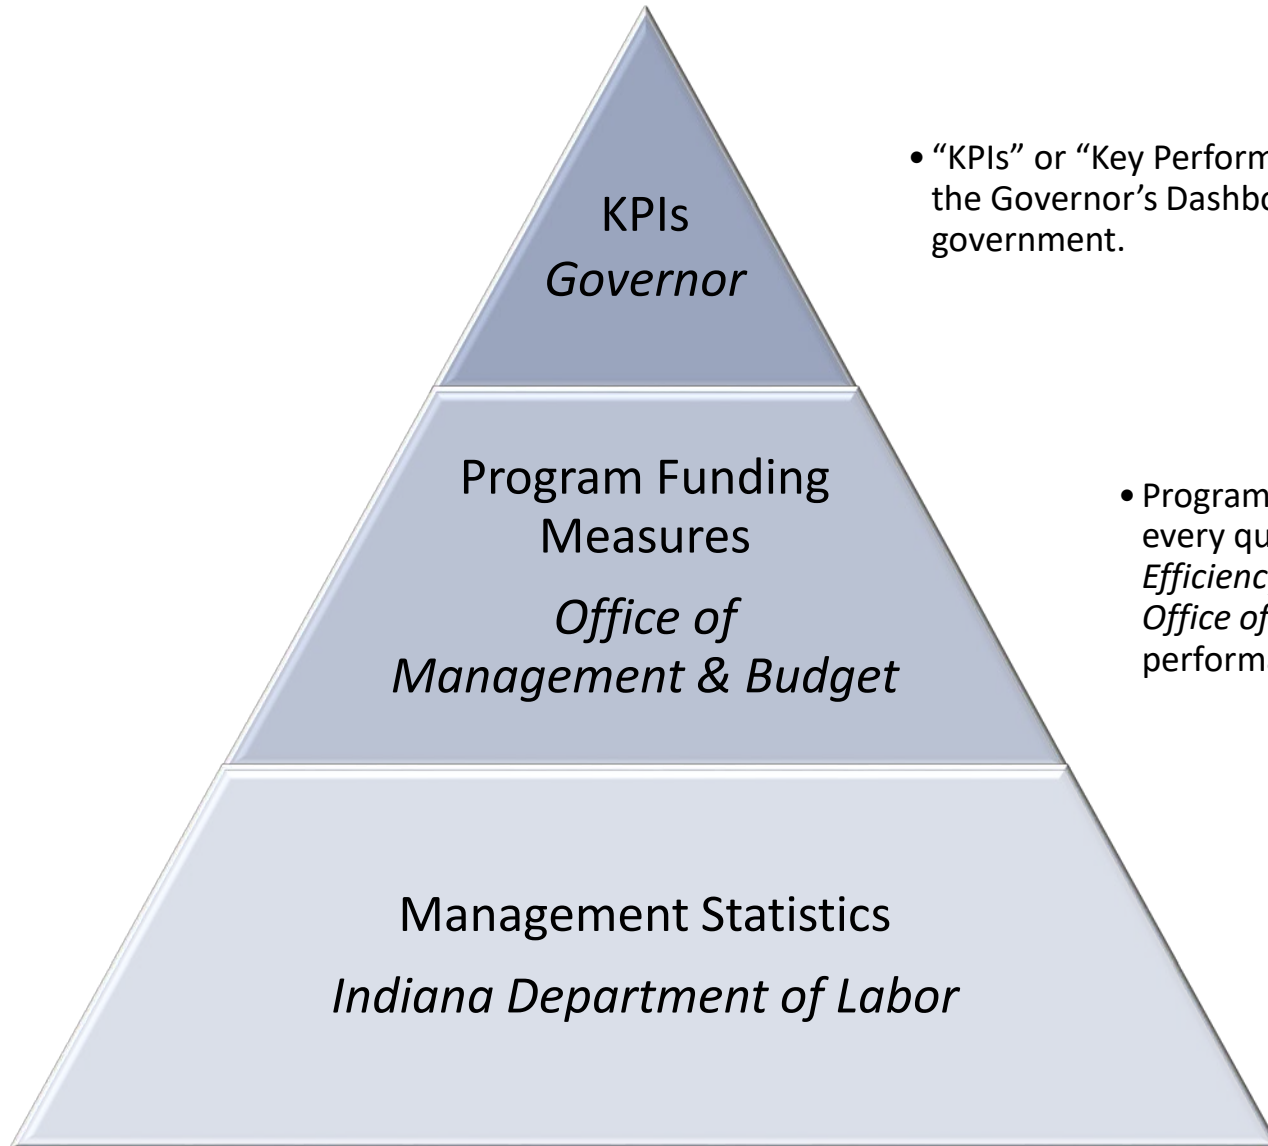 KPIs
Governor
• “KPIs” or “Key Perform
the Governor’s Dashbo
government.
Program Funding
Measures
Office of
Management & Budget
• Program
every qu
Efficienc
Office of
perform
Management Statistics
Indiana Department of Labor